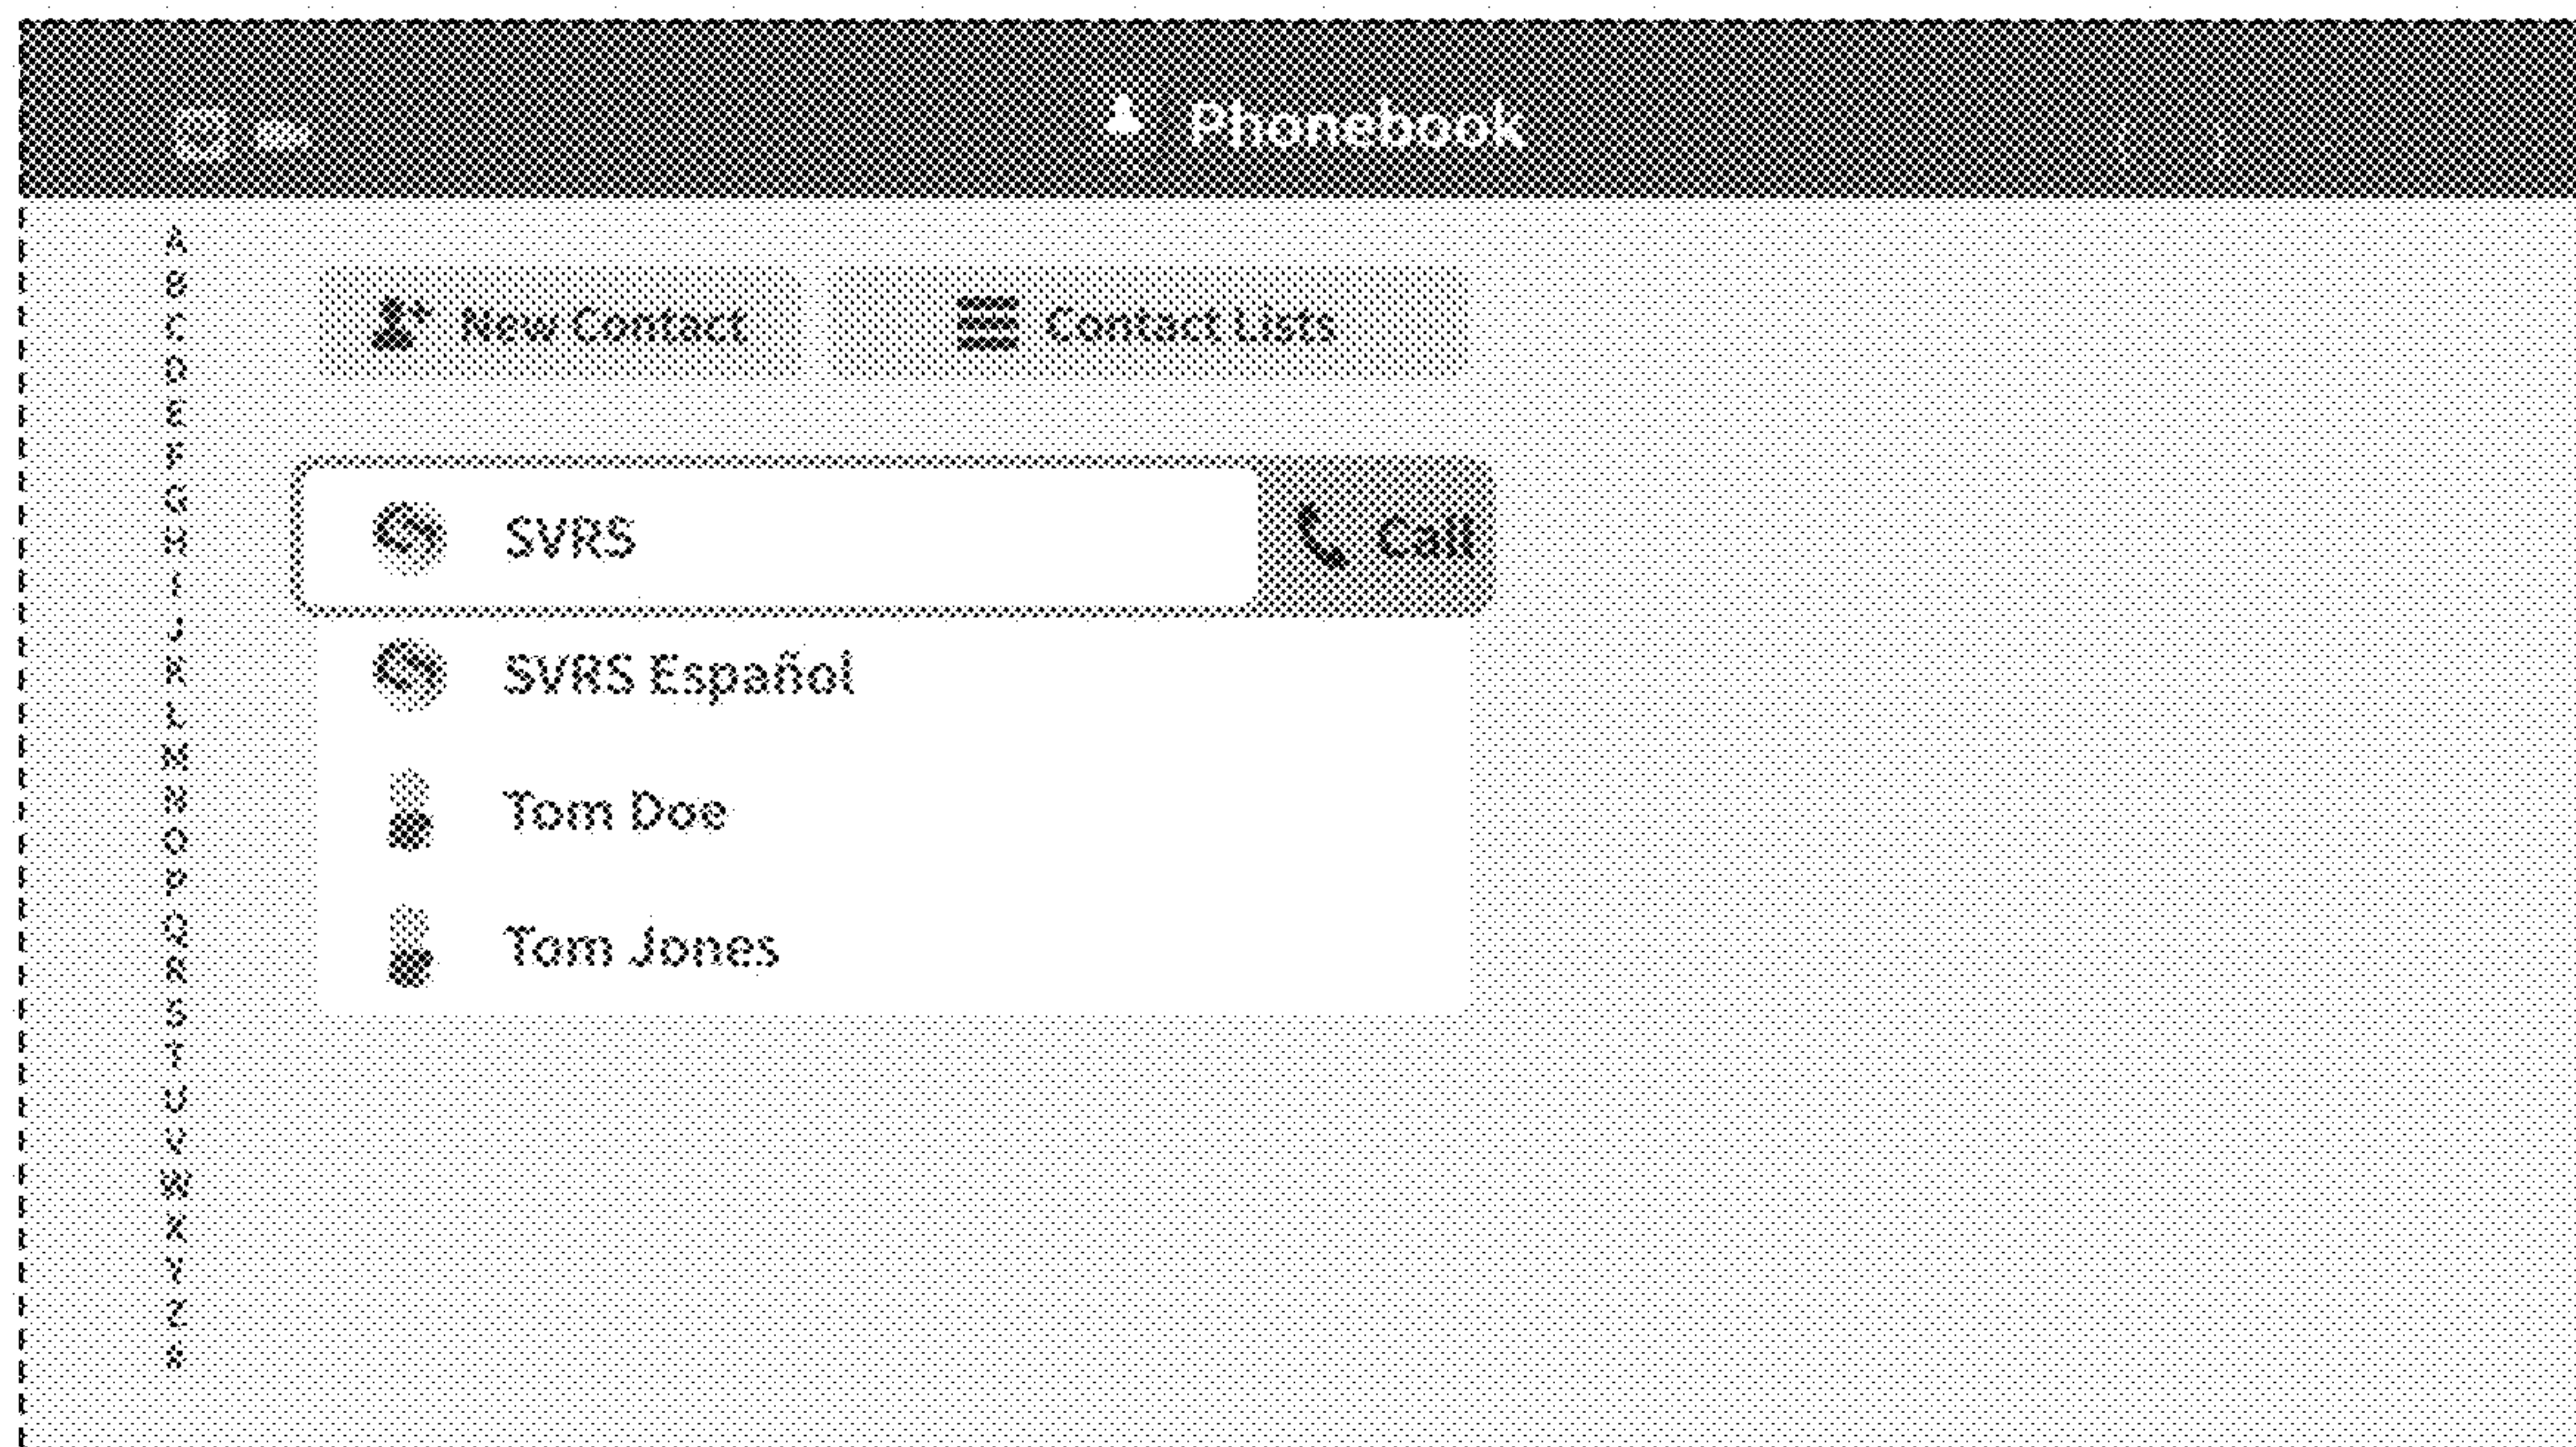 Phonebook
A
B
C
D
E
F
G
H
I
J
K
L
M
N
O
P
Q
R
S
T
U
V
W
X
Y
Z
New Contact
Contact Lists
SVRS
Call
SVRS Español
Tom Doe
Tom Jones